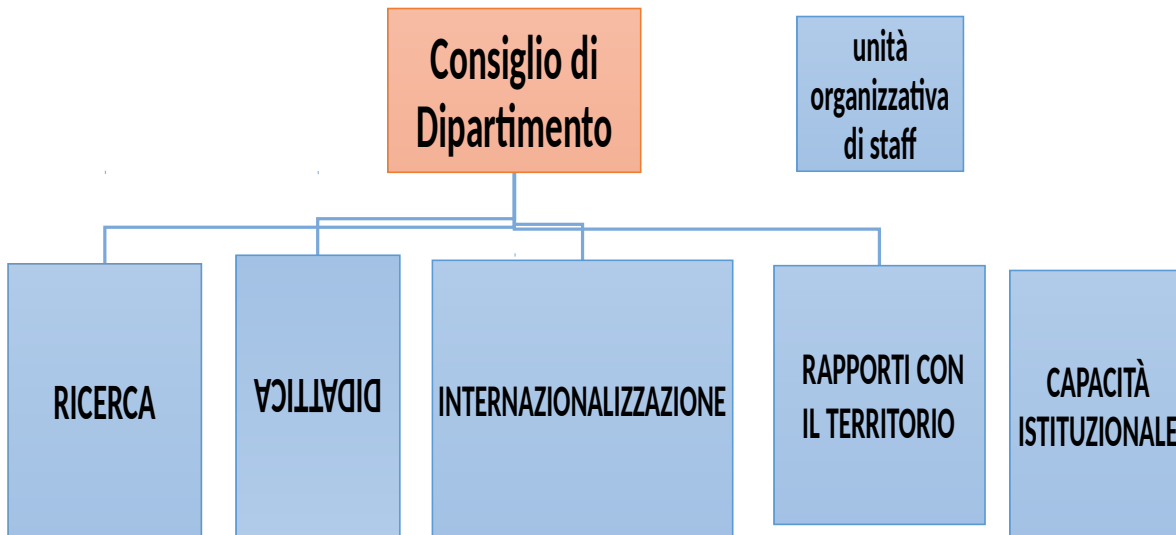 Consiglio di
Dipartimento
unità
organizzativa
di staff
RICERCA
DIDATTICA
INTERNAZIONALIZZAZIONE
RAPPORTI CON
IL TERRITORIO
CAPACITÀ
ISTITUZIONALE